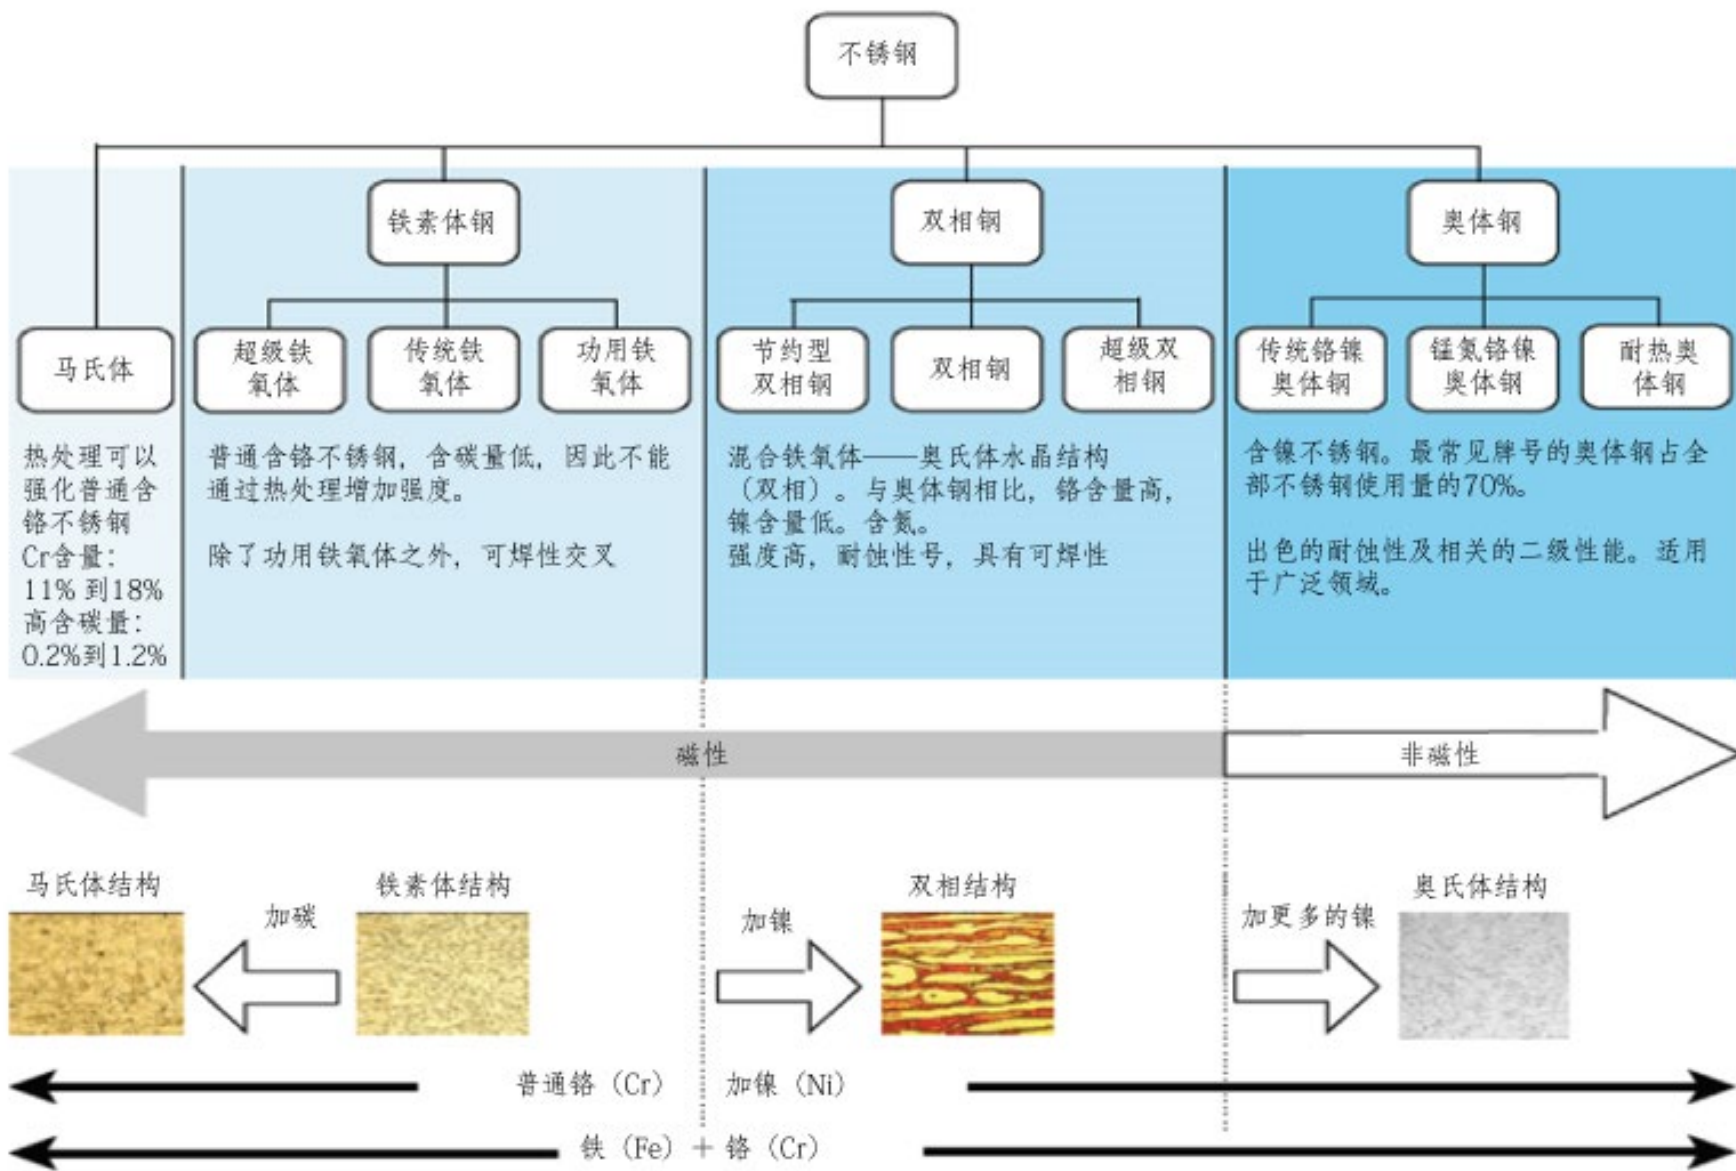 不锈钢
铁素体钢
双相钢
奥体钢
马氏体
超级铁
氧体
传统铁
氧体
功用铁
氧体
节约型
双相钢
双相钢
超级双
相钢
传统铬镍
奥体钢
锰氮铬镍
奥体钢
耐热奥
体钢
热处理可以
强化普通含
铬不锈钢
Cr含量：
11% 到18%
高含碳量：
0.2%到1.2%
普通含铬不锈钢，含碳量低，因此不能
通过热处理增加强度。
除了功用铁氧体之外，可焊性交叉
混合铁氧体——奥氏体水晶结构
（双相）。与奥体钢相比，铬含量高，
镍含量低。含氮。
强度高，耐蚀性号，具有可焊性
含镍不锈钢。最常见牌号的奥体钢占全
部不锈钢使用量的70%。
出色的耐蚀性及相关的二级性能。适用
于广泛领域。
磁性
非磁性
马氏体结构
加碳
铁素体结构
加镍
双相结构
加更多的镍
奥氏体结构
普通铬（Cr）
加镍（Ni）
铁（Fe）＋铬（Cr）